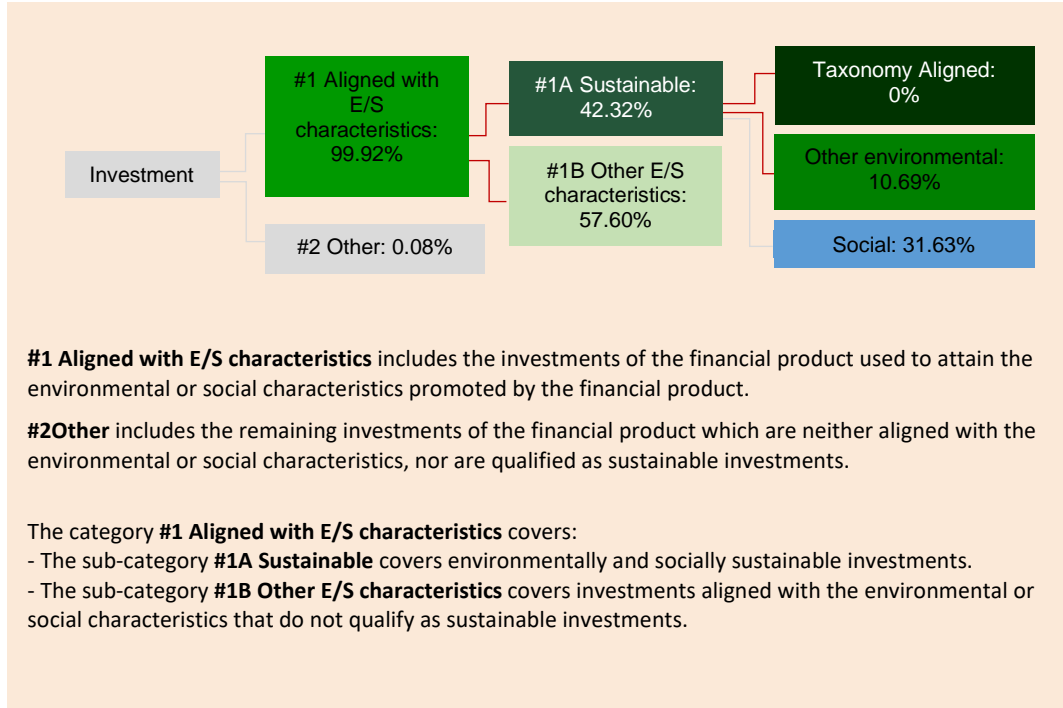 #1 Aligned with
E/S
characteristics:
99.92%
#1A Sustainable:
42.32%
Taxonomy Aligned:
0%
Investment
#1B Other E/S
characteristics:
57.60%
Other environmental:
10.69%
#2 Other: 0.08%
Social: 31.63%
#1 Aligned with E/S characteristics includes the investments of the financial product used to attain the
environmental or social characteristics promoted by the financial product.
#2Other includes the remaining investments of the financial product which are neither aligned with the
environmental or social characteristics, nor are qualified as sustainable investments.
The category #1 Aligned with E/S characteristics covers:
- The sub-category #1A Sustainable covers environmentally and socially sustainable investments.
- The sub-category #1B Other E/S characteristics covers investments aligned with the environmental or
social characteristics that do not qualify as sustainable investments.